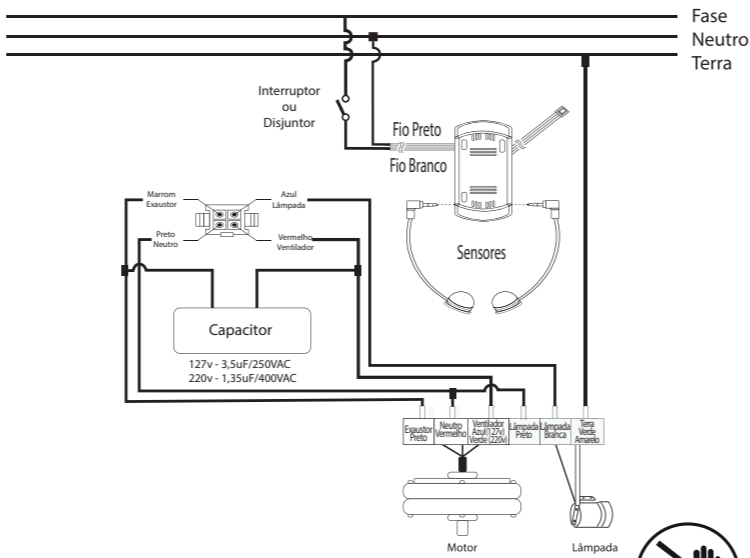 Fase
Neutro
Terra
Interruptor
ou
Disjuntor
Fio Preto
Fio Branco
Marrom
Exaustor
Azul
Lâmpada
Preto
Neutro
Vermelho
Ventilador
Sensores
Capacitor
127v - 3,5uF/250VAC
220v - 1,35uF/400VAC
Exaustor
Preto
Neutro
Vermelho
Ventilador
Azul (127v)
Verde (220v)
Lâmpada
Preto
Lâmpada
Branca
Terra
Verde
Amarelo
Motor
Lâmpada